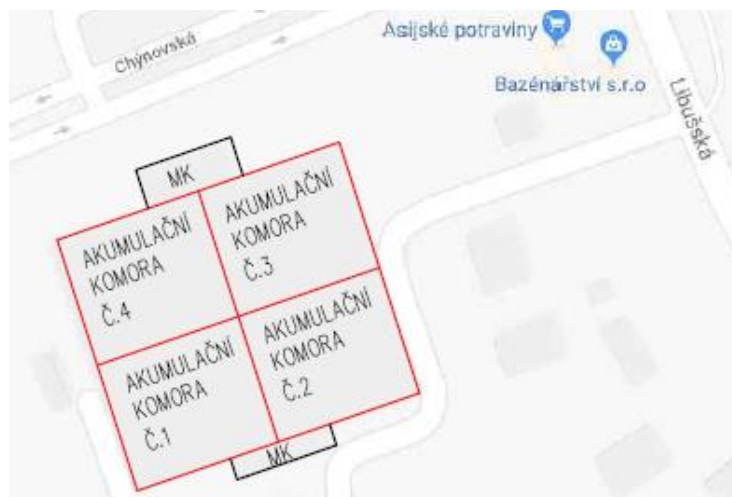 Asijské potraviny
Chýnovská
Bazénářství s.r.o
Libušská
MK
AKUMULAČNÍ
KOMORA
Č.4
AKUMULAČNÍ
KOMORA
Č.3
AKUMULAČNÍ
KOMORA
Č.1
AKUMULAČNÍ
KOMORA
Č.2
MK